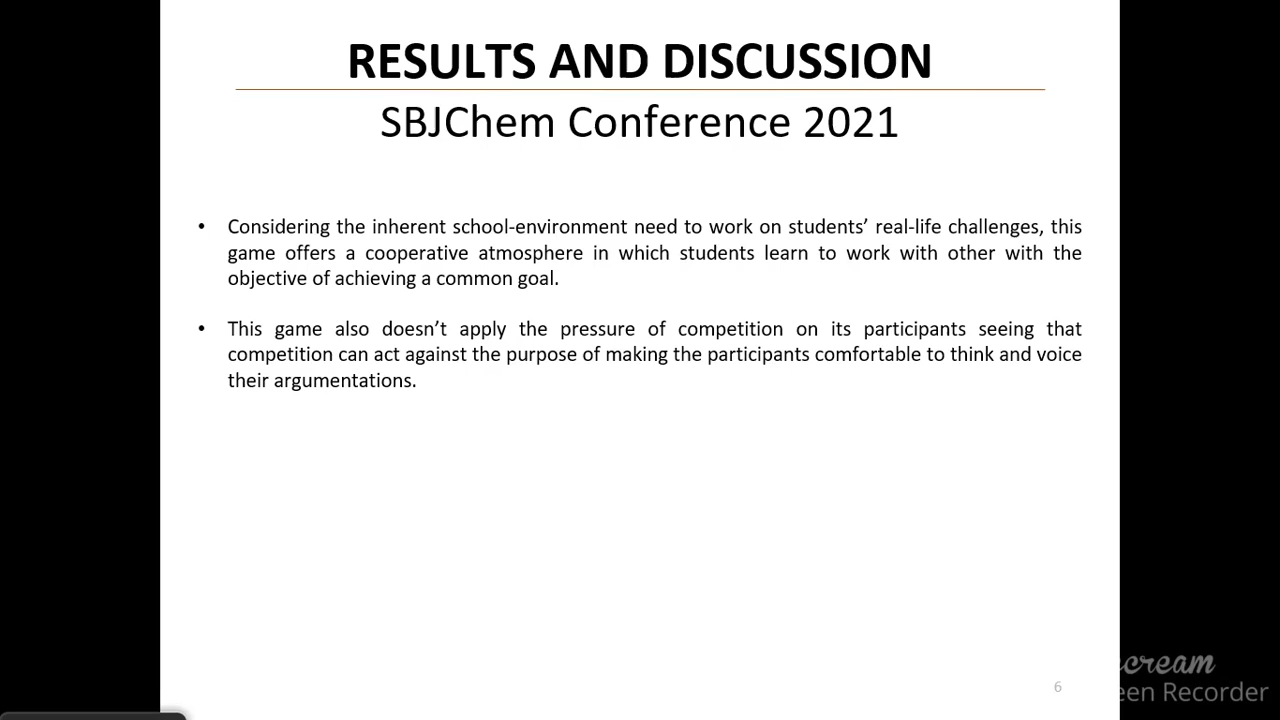 RESULTS AND DISCUSSION
SBJChem Conference 2021
• Considering the inherent school-environment need to work on students’ real-life challenges, this
game offers a cooperative atmosphere in which students learn to work with other with the
objective of achieving a common goal.
• This game also doesn’t apply the pressure of competition on its participants seeing that
competition can act against the purpose of making the participants comfortable to think and voice
their argumentations.
6
Recorder